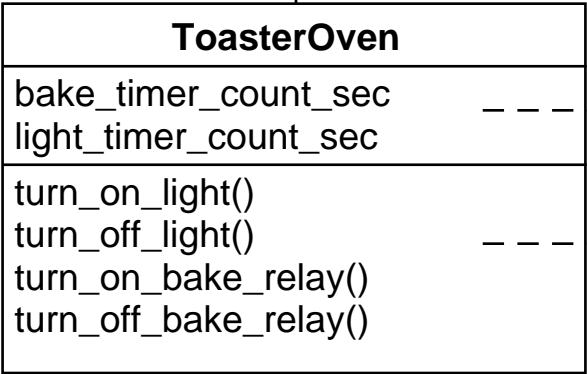 ToasterOven
bake_timer_count_sec
light_timer_count_sec
turn_on_light()
turn_off_light()
turn_on_bake_relay()
turn_off_bake_relay()